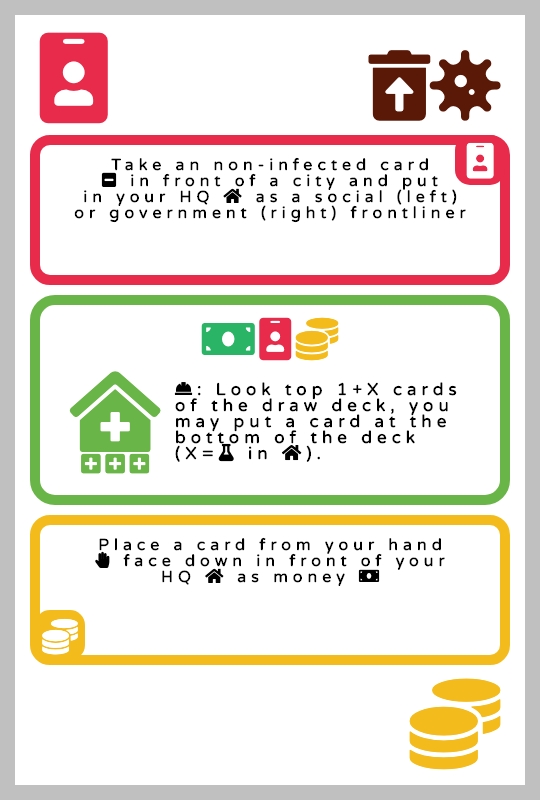 Take an non-infected card
in front of a city and put
in your HQ as a social (left)
or government (right) frontliner
: Look top 1+X cards
of the draw deck, you
may put a card at the
bottom of the deck
(X= in ).
Place a card from your hand
face down in front of your
HQ as money